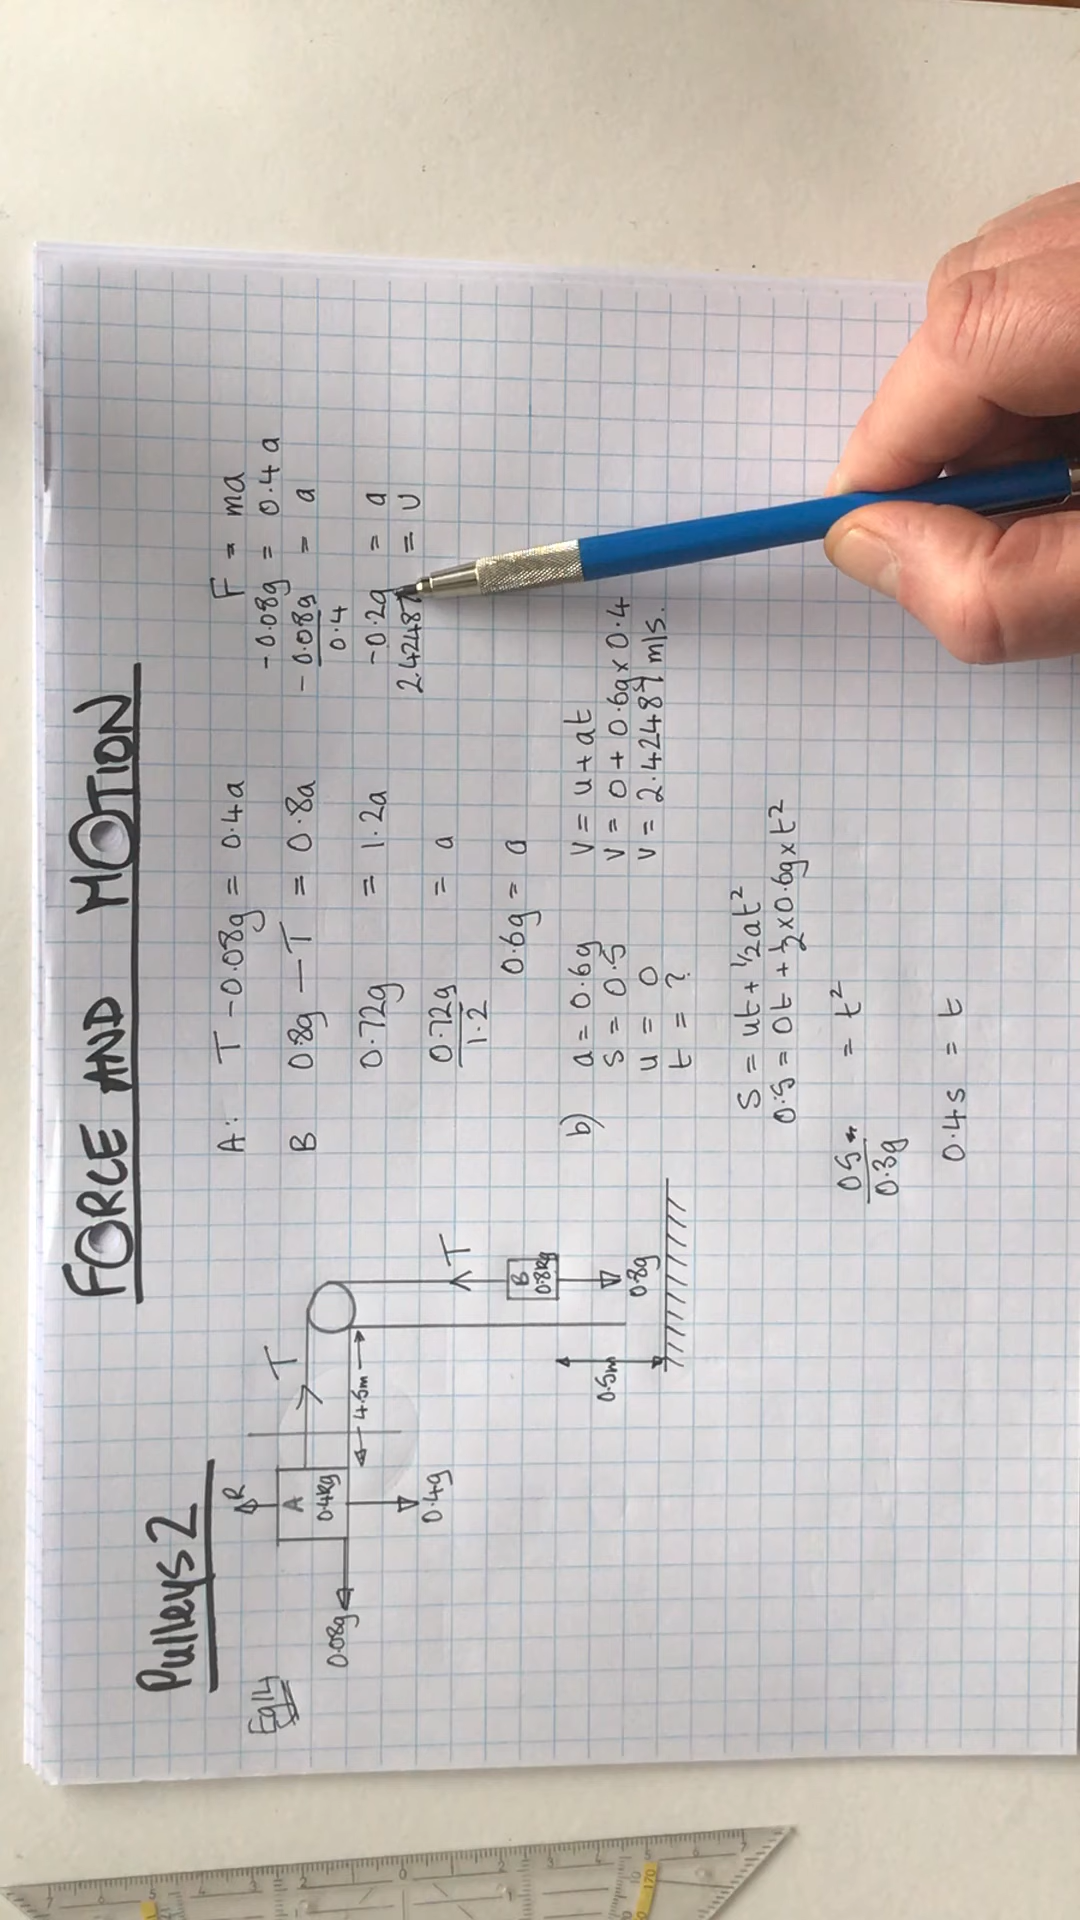 FORCE AND MOTION
Pulleys 2
Eg14
R
A
0.4kg
0.08g
0.4g
T
4.5m
T
B
0.8kg
0.8g
0.5m
A: T - 0.08g = 0.4a
B 0.8g - T = 0.8a
0.72g = 1.2a
0.72g
1.2
= a
0.6g = a
F = ma
-0.08g = 0.4a
-0.08g = a
0.4
-0.2g = a
2.42487 = U
b) a = 0.6g
s = 0.5
u = 0
t = ?
V = u + at
V = 0 + 0.6g x 0.4
V = 2.42487 m/s.
S = ut + 1/2at²
0.5 = 0t + ½ x 0.6g x t²
0.5
0.3g
= t²
0.4s = t